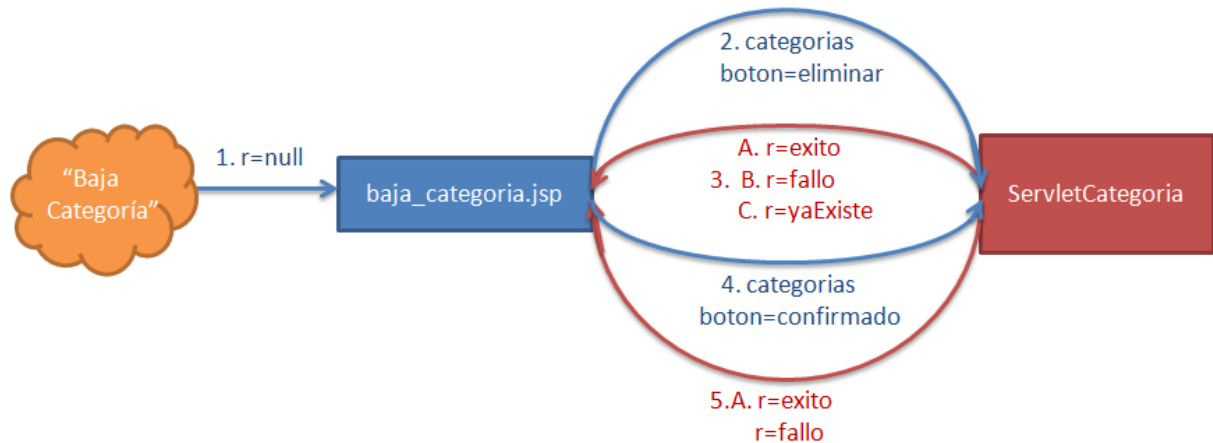 “Baja
Categoría”
1. r=null
baja_categoria.jsp
2. categorias
boton=eliminar
A. r=exito
3. B. r=fallo
C. r=yaExiste
4. categorias
boton=confirmado
5.A. r=exito
r=fallo
ServletCategoria